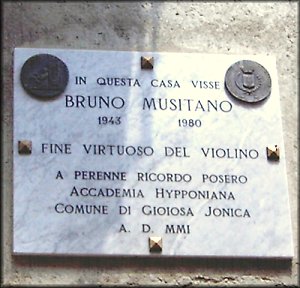 IN QUESTA CASA VISSE
BRUNO MUSITANO
1943 1980
FINE VIRTUOSO DEL VIOLINO
A PERENNE RICORDO POSERO
ACCADEMIA HYPPONIANA
COMUNE DI GIOIOSA JONICA
A. D. MMI